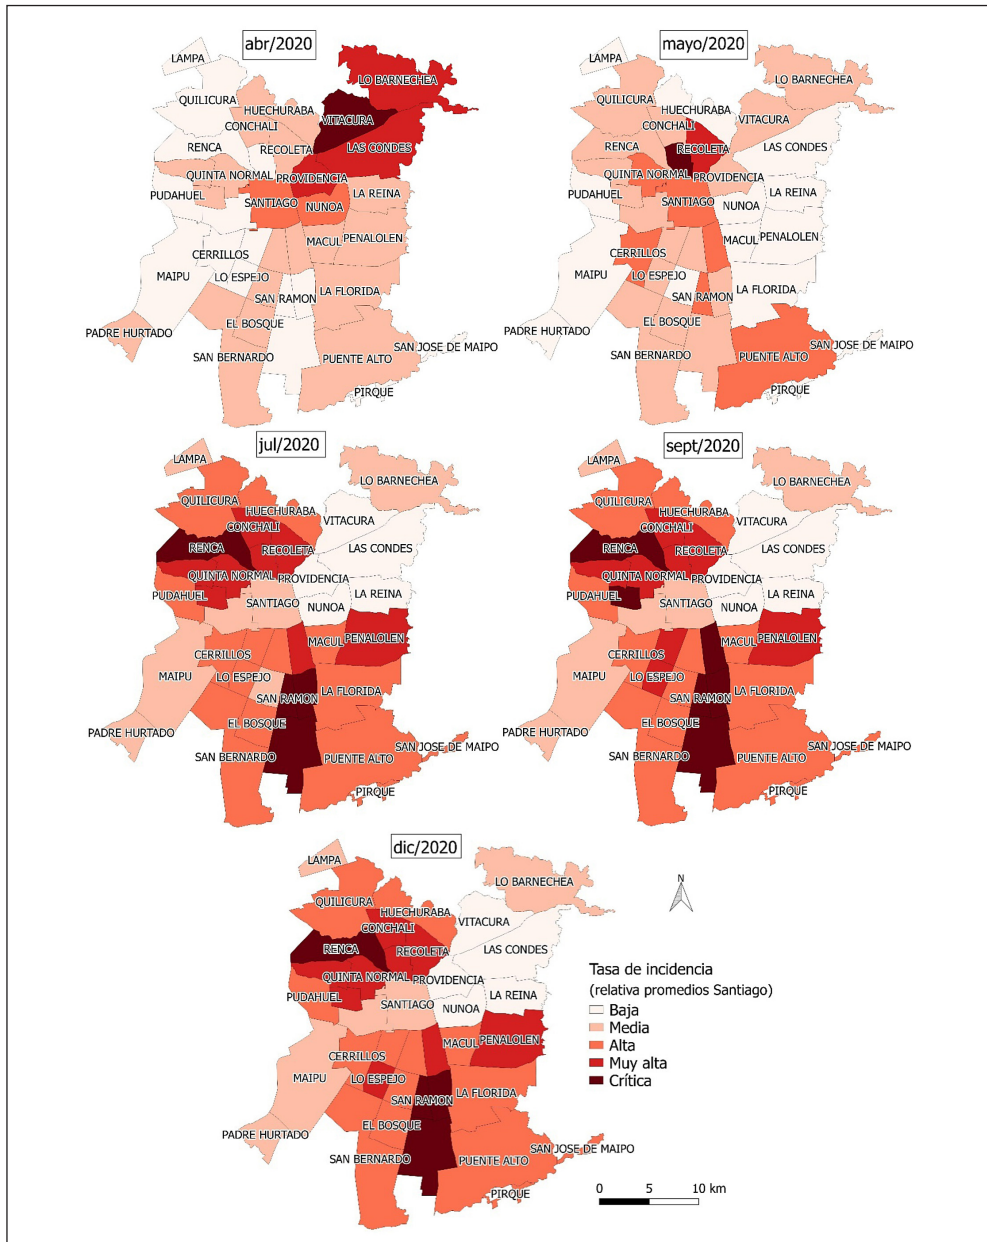 abr/2020
LAMPA
LO BARNECHEA
QUILICURA
HUECHURABA
VITACURA
CONCHALI
RENCA
RECOLETA
LAS CONDES
QUINTA NORMAL
PROVIDENCIA
PUDAHUEL
LA REINA
SANTIAGO
NUNOA
MACUL
PENALOLEN
CERRILLOS
MAIPU
LO ESPEJO
SAN RAMON
LA FLORIDA
EL BOSQUE
PADRE HURTADO
SAN BERNARDO
PUENTE ALTO
SAN JOSE DE MAIPO
PIRQUE
mayo/2020
LAMPA
LO BARNECHEA
QUILICURA
HUECHURABA
VITACURA
CONCHALI
RENCA
RECOLETA
LAS CONDES
QUINTA NORMAL
PROVIDENCIA
PUDAHUEL
LA REINA
SANTIAGO
NUNOA
MACUL
PENALOLEN
CERRILLOS
MAIPU
LO ESPEJO
SAN RAMON
LA FLORIDA
EL BOSQUE
PADRE HURTADO
SAN BERNARDO
PUENTE ALTO
SAN JOSE DE MAIPO
PIRQUE
jul/2020
LAMPA
LO BARNECHEA
QUILICURA
HUECHURABA
VITACURA
CONCHALI
RENCA
RECOLETA
LAS CONDES
QUINTA NORMAL
PROVIDENCIA
PUDAHUEL
LA REINA
SANTIAGO
NUNOA
MACUL
PENALOLEN
CERRILLOS
MAIPU
LO ESPEJO
SAN RAMON
LA FLORIDA
EL BOSQUE
PADRE HURTADO
SAN BERNARDO
PUENTE ALTO
SAN JOSE DE MAIPO
PIRQUE
sept/2020
LAMPA
LO BARNECHEA
QUILICURA
HUECHURABA
VITACURA
CONCHALI
RENCA
RECOLETA
LAS CONDES
QUINTA NORMAL
PROVIDENCIA
PUDAHUEL
LA REINA
SANTIAGO
NUNOA
MACUL
PENALOLEN
CERRILLOS
MAIPU
LO ESPEJO
SAN RAMON
LA FLORIDA
EL BOSQUE
PADRE HURTADO
SAN BERNARDO
PUENTE ALTO
SAN JOSE DE MAIPO
PIRQUE
dic/2020
LAMPA
LO BARNECHEA
QUILICURA
HUECHURABA
VITACURA
CONCHALI
RENCA
RECOLETA
LAS CONDES
QUINTA NORMAL
PROVIDENCIA
PUDAHUEL
LA REINA
SANTIAGO
NUNOA
MACUL
PENALOLEN
CERRILLOS
MAIPU
LO ESPEJO
SAN RAMON
LA FLORIDA
EL BOSQUE
PADRE HURTADO
SAN BERNARDO
PUENTE ALTO
SAN JOSE DE MAIPO
PIRQUE
N
Tasa de incidencia
(relativa promedios Santiago)
Baja
Media
Alta
Muy alta
Crítica
0 5 10 km